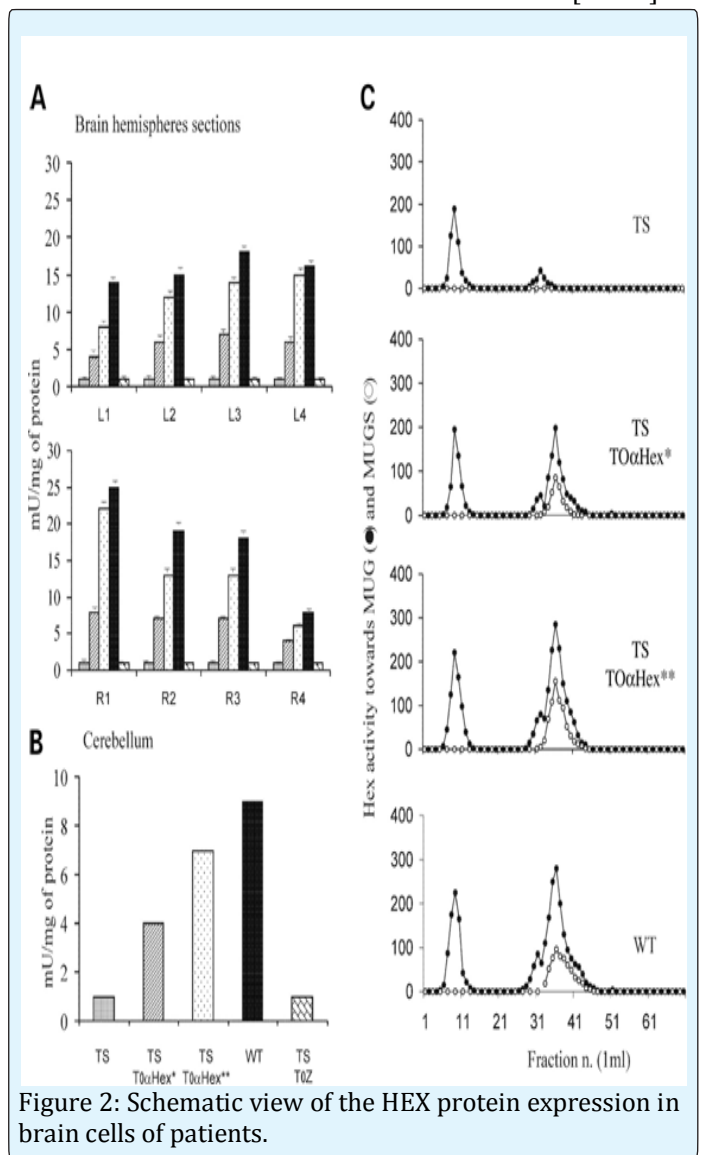 A
Brain hemispheres sections
30
25
20
15
10
5
0
L1 L2 L3 L4
30
25
20
15
10
5
0
R1 R2 R3 R4
mU/mg of protein
B
Cerebellum
10
8
6
4
2
0
mU/mg of protein
TS TS TS WT TS
T0αHex* T0αHex** T0Z
C
Hex activity towards MUG (●) and MUGS (○)
400
300
200
100
0
TS
400
300
200
100
0
TS
TOαHex*
400
300
200
100
0
TS
TOαHex**
400
300
200
100
0
WT
1 11 21 31 41 51 61
Fraction n. (1ml)
Figure 2: Schematic view of the HEX protein expression in
brain cells of patients.